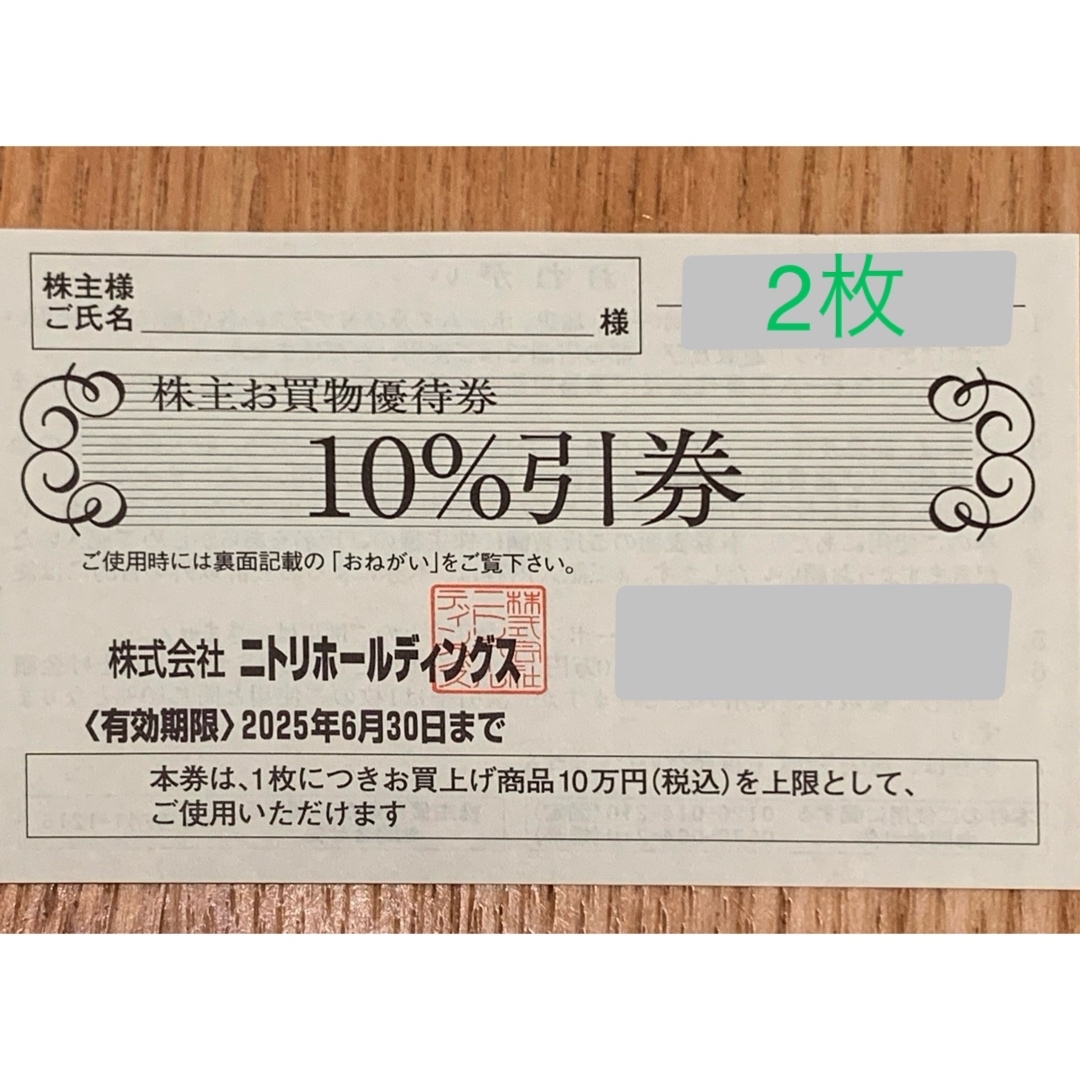 株主様
ご氏名 様
2枚
株主お買物優待券
10%引券
ご使用時には裏面記載の「おねがい」をご覧下さい。
株式会社 ニトリホールディングス
〈有効期限〉2025年6月30日まで
本券は、1枚につきお買上げ商品10万円(税込)を上限として、
ご使用いただけます